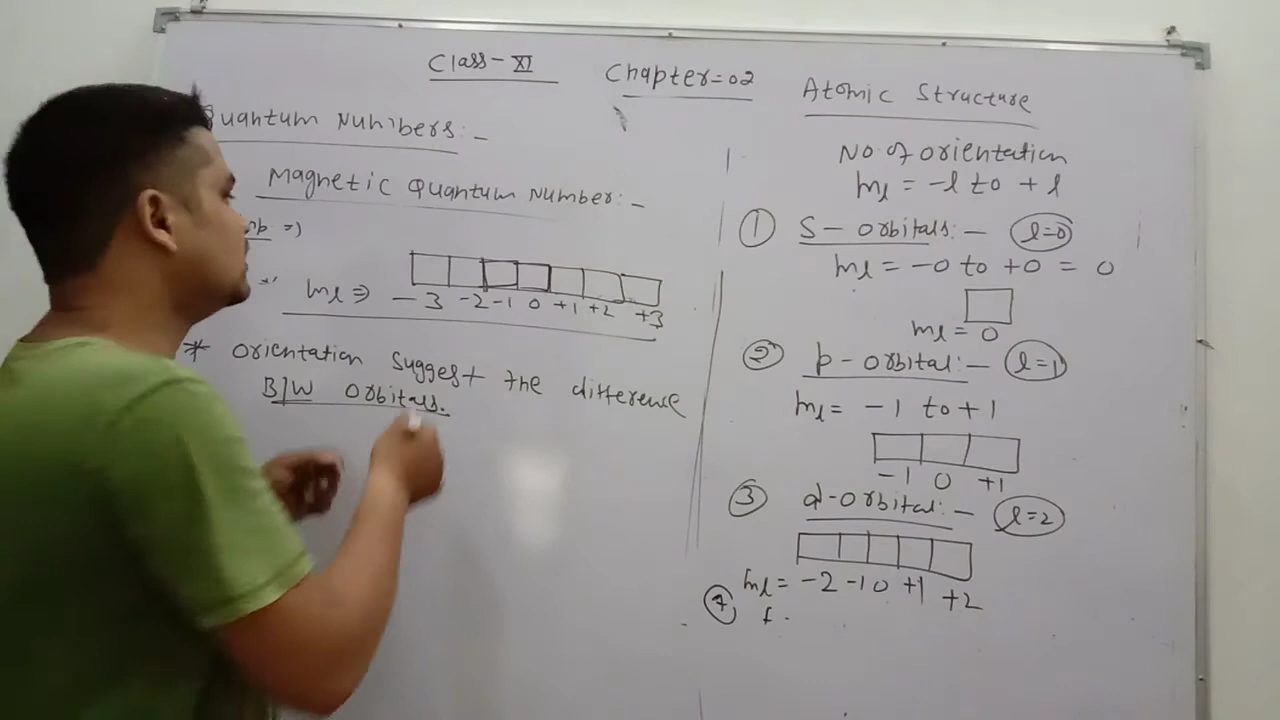 Class-XI
Chapter=02
Atomic Structure
Quantum Numbers:-
Magnetic Quantum Number:-
=)
ml ⇒ -3 -2 -1 0 +1 +2 +3
* Orientation suggest the difference
B/W orbitals.
No. of orientation
ml = -l to +l
① S-orbitals:- l=0
ml = -0 to +0 = 0
ml = 0
② p-orbital:- l=1
ml = -1 to +1
-1 0 +1
③ d-orbital:- l=2
ml = -2 -1 0 +1 +2
④ f.